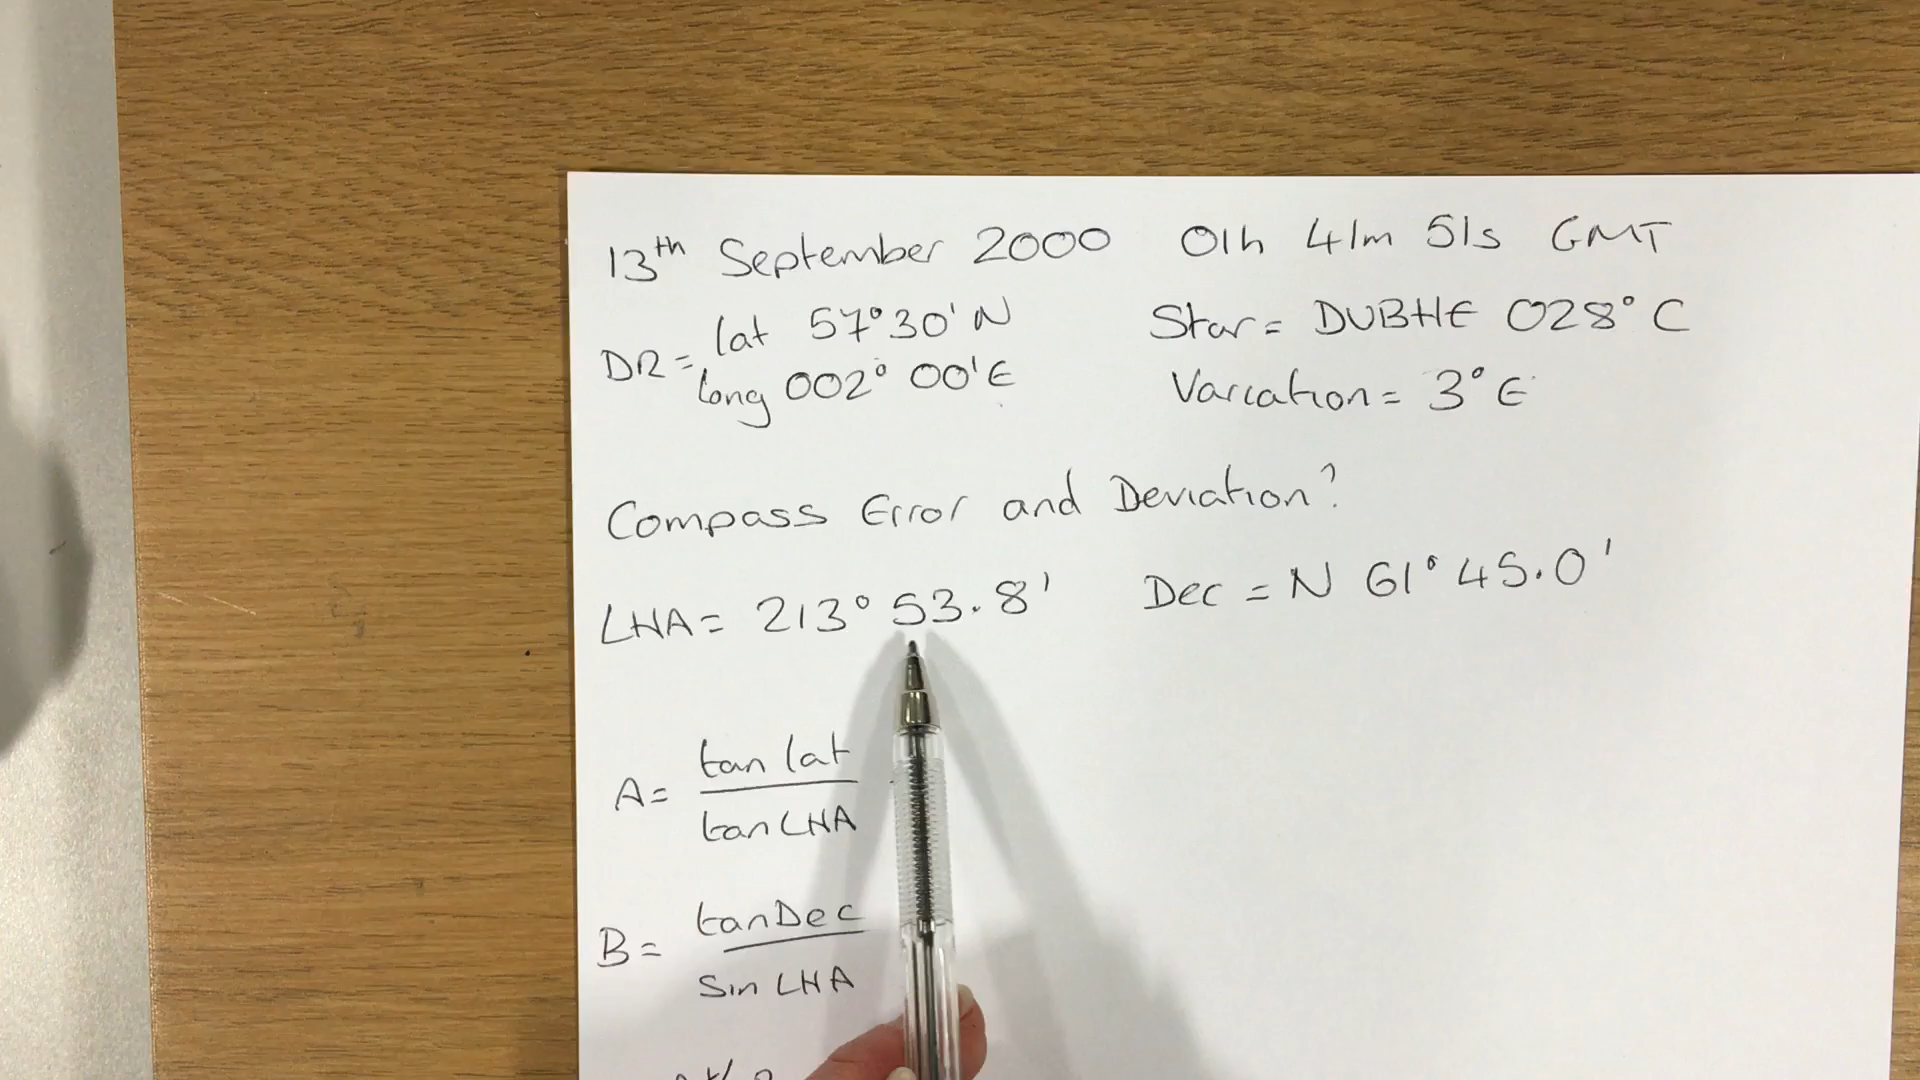 13th September 2000 01h 41m 51s GMT
DR = lat 57° 30' N
long 002° 00' E
Star = DUBHE 028° C
Variation = 3° E
Compass Error and Deviation?
LHA = 213° 53.8' Dec = N 61° 45.0'
A = tan lat
tan LHA
B = tan Dec
sin LHA